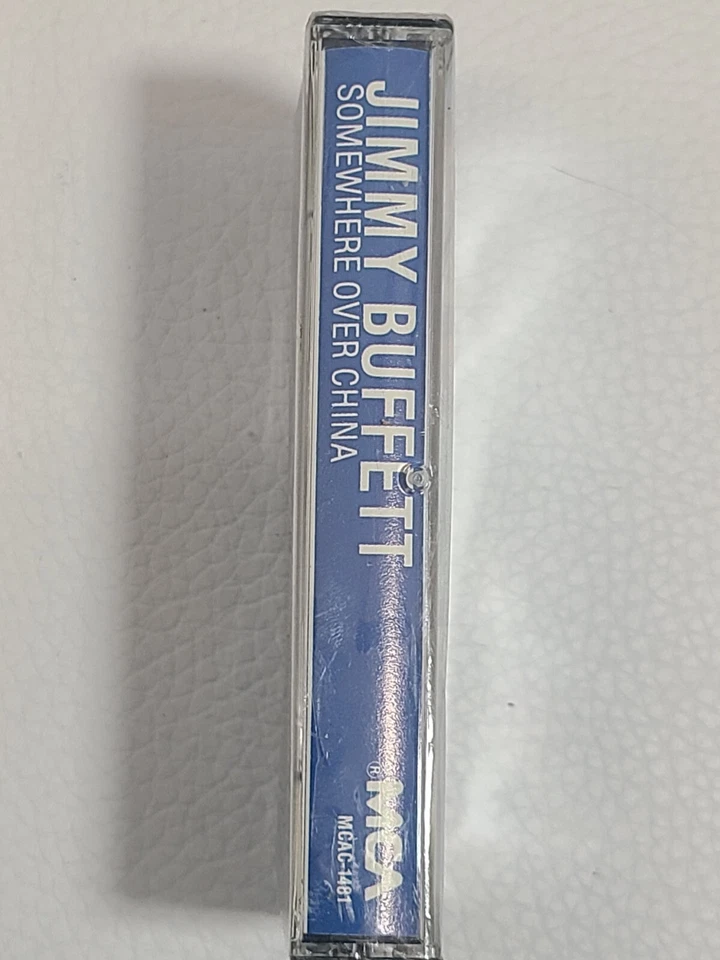 JIMMY BUFFETT
SOMEWHERE OVER CHINA
MCA®
MCAC-1481